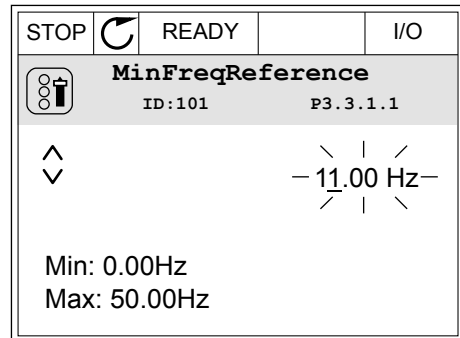 STOP READY I/O
MinFreqReference
ID:101 P3.3.1.1
11.00 Hz
Min: 0.00Hz
Max: 50.00Hz